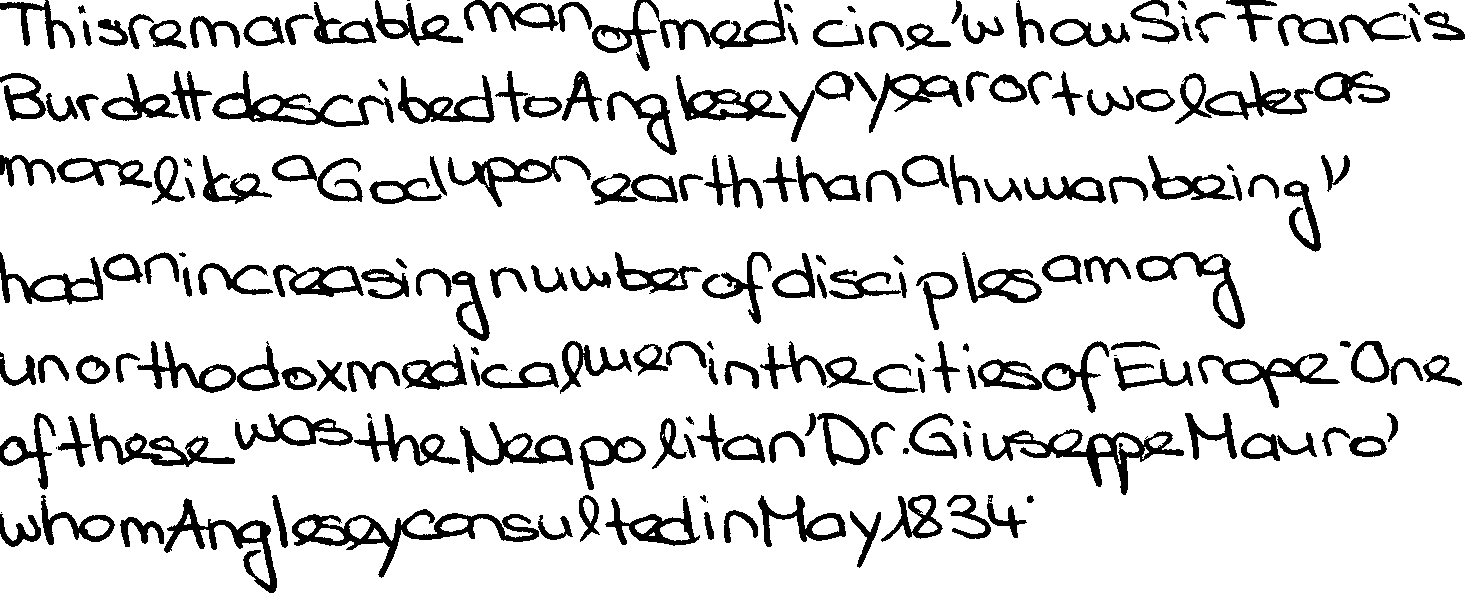 This remarkable man of medicine, whom Sir Francis
Burdett described to Anglesey a year or two later as
more like a God upon earth than a human being",
had an increasing number of disciples among
unorthodox medical men in the cities of Europe. One
of these was the Neapolitan, Dr. Giuseppe Mauro,
whom Anglesey consulted in May, 1834.